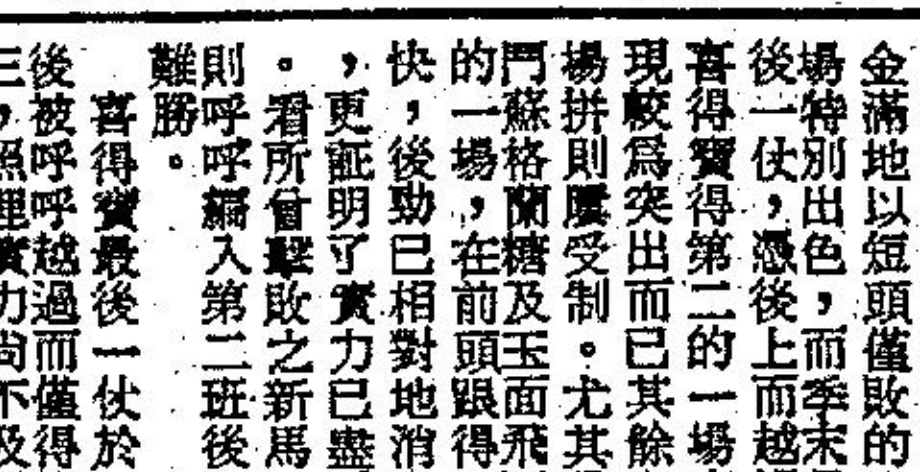 金滿地以短頭僅敗的
場特別出色，而季末
後一仗，憑後上而越
喜得寶得第二的一場
現較爲突出而已其餘
場拼則屢受制。尤其
鬥蘇格蘭糖及玉面飛
的一場，在前頭跟得
快，後勁已相對地消
，更証明了實力已盡
。看所曾擊敗之新馬
則呼呼編入第二班後
難勝。
喜得寶最後一仗於
後被呼呼越過而僅得
三，照理實力尚不及